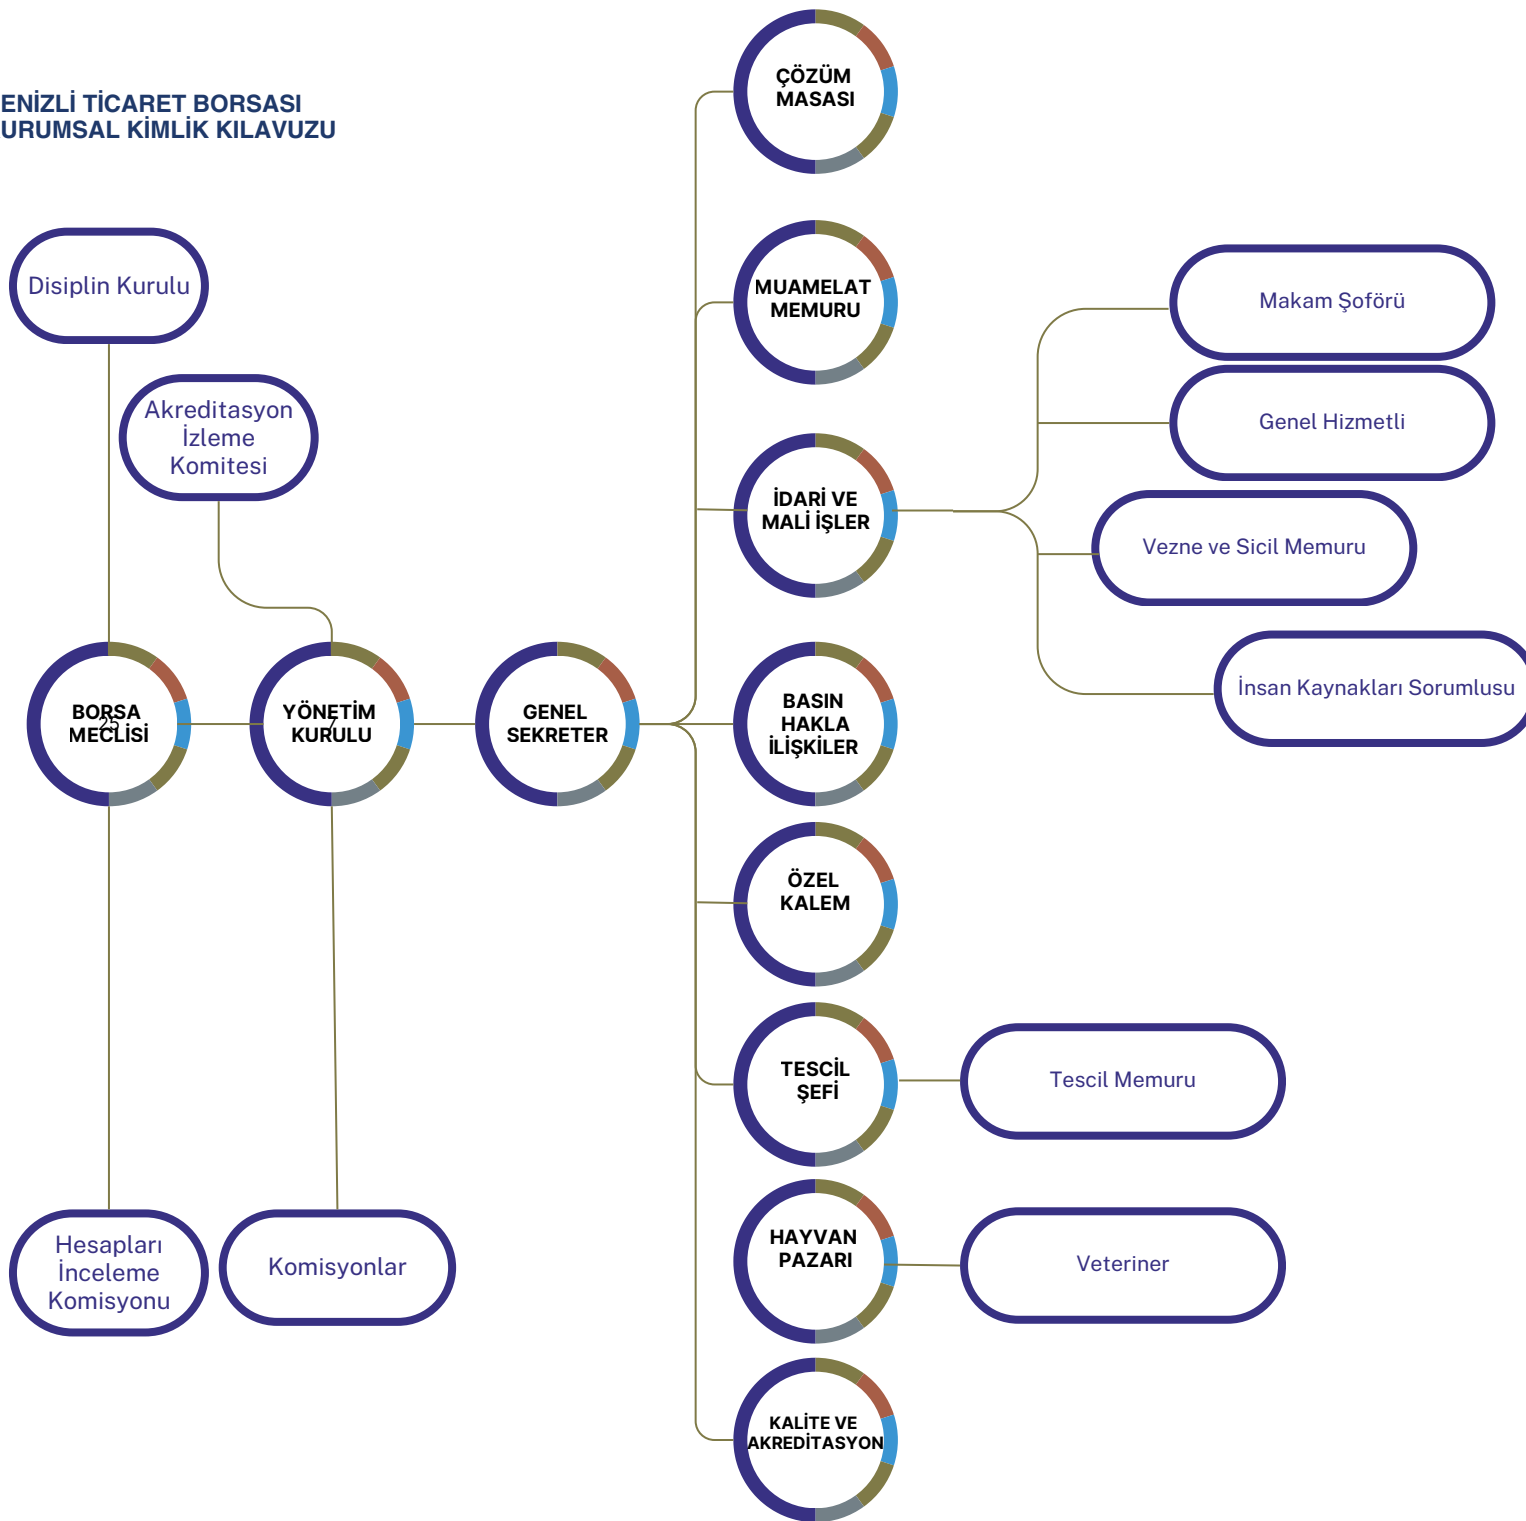 ENİZLİ TİCARET BORSASI
URUMSAL KİMLİK KILAVUZU
ÇÖZÜM
MASASI
Disiplin Kurulu
MUAMELAT
MEMURU
Makam Şoförü
Akreditasyon
İzleme
Komitesi
Genel Hizmetli
İDARİ VE
MALİ İŞLER
Vezne ve Sicil Memuru
İnsan Kaynakları Sorumlusu
BORSA
MECLİSİ
25
YÖNETİM
KURULU
7
GENEL
SEKRETER
BASIN
HAKLA
İLİŞKİLER
ÖZEL
KALEM
TESCİL
ŞEFİ
Tescil Memuru
Hesapları
İnceleme
Komisyonu
Komisyonlar
HAYVAN
PAZARI
Veteriner
KALİTE VE
AKREDİTASYON